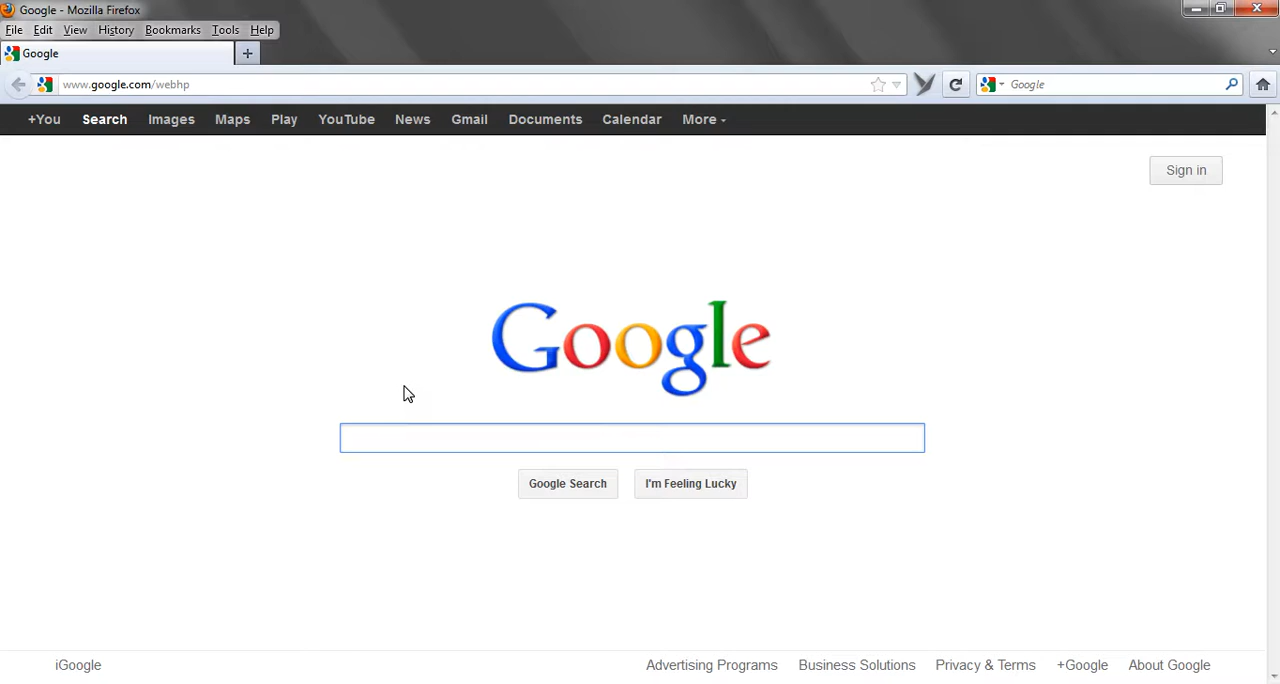 Google - Mozilla Firefox
File Edit View History Bookmarks Tools Help
Google +
www.google.com/webhp Google
+You Search Images Maps Play YouTube News Gmail Documents Calendar More
Sign in
Google
Google Search I'm Feeling Lucky
iGoogle Advertising Programs Business Solutions Privacy & Terms +Google About Google